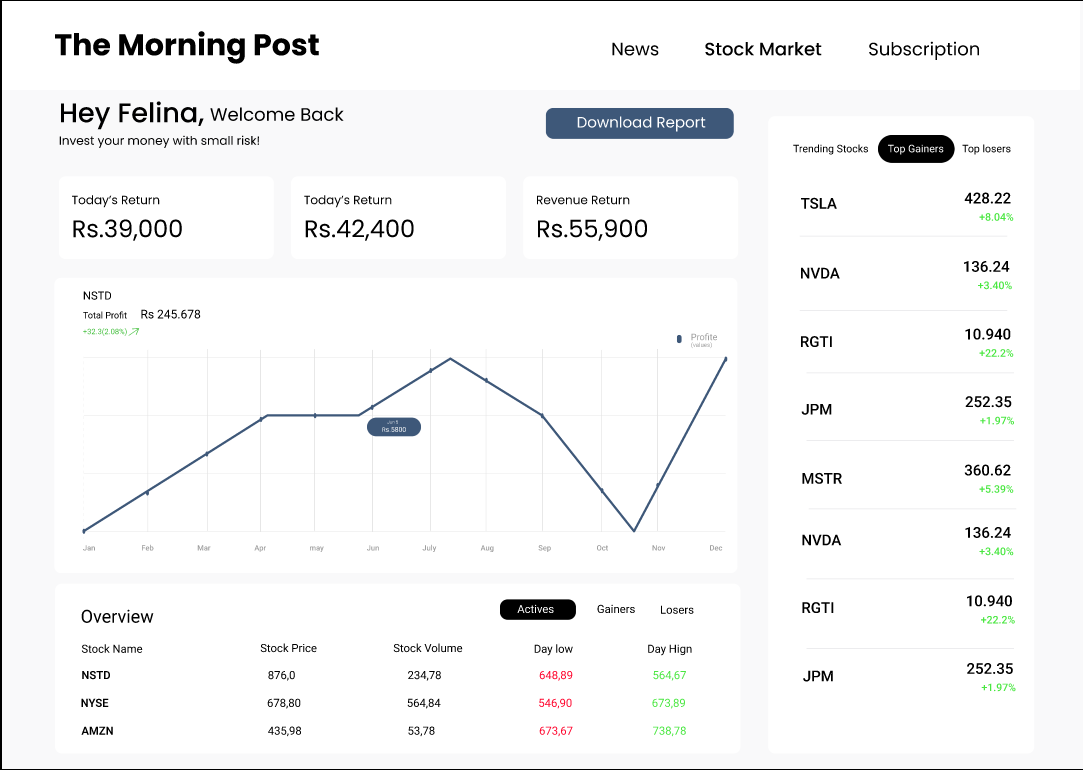 The Morning Post
News Stock Market Subscription
Hey Felina, Welcome Back
Invest your money with small risk!
Download Report
Today's Return
Rs.39,000
Today's Return
Rs.42,400
Revenue Return
Rs.55,900
NSTD
Total Profit Rs 245.678
+32.3(2.08%)
Profite
(values)
Jun 8
Rs.5800
Jan Feb Mar Apr may Jun July Aug Sep Oct Nov Dec
Overview
Actives Gainers Losers
Stock Name Stock Price Stock Volume Day low Day Hign
NSTD 876,0 234,78 648,89 564,67
NYSE 678,80 564,84 546,90 673,89
AMZN 435,98 53,78 673,67 738,78
Trending Stocks Top Gainers Top losers
TSLA 428.22
+8.04%
NVDA 136.24
+3.40%
RGTI 10.940
+22.2%
JPM 252.35
+1.97%
MSTR 360.62
+5.39%
NVDA 136.24
+3.40%
RGTI 10.940
+22.2%
JPM 252.35
+1.97%